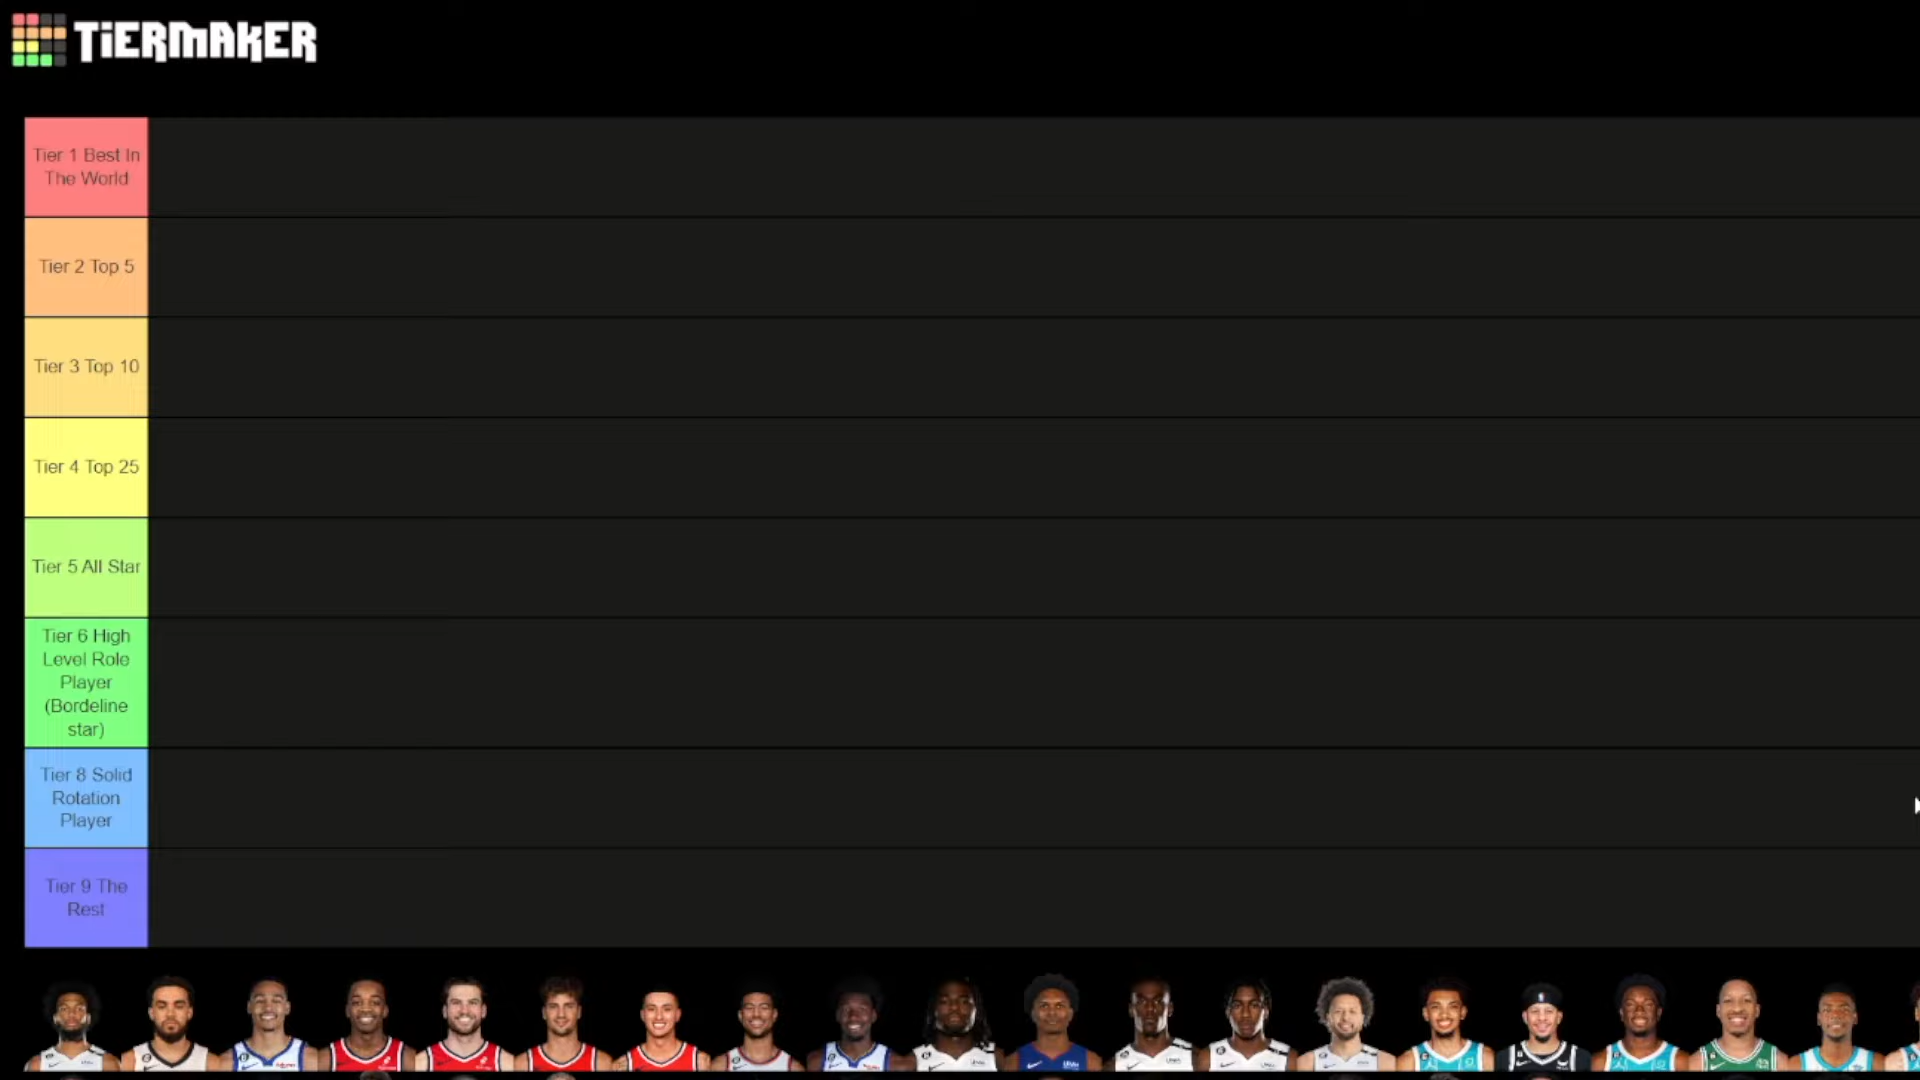 TiERMAKER
Tier 1 Best In
The World
Tier 2 Top 5
Tier 3 Top 10
Tier 4 Top 25
Tier 5 All Star
Tier 6 High
Level Role
Player
(Bordeline
star)
Tier 8 Solid
Rotation
Player
Tier 9 The
Rest